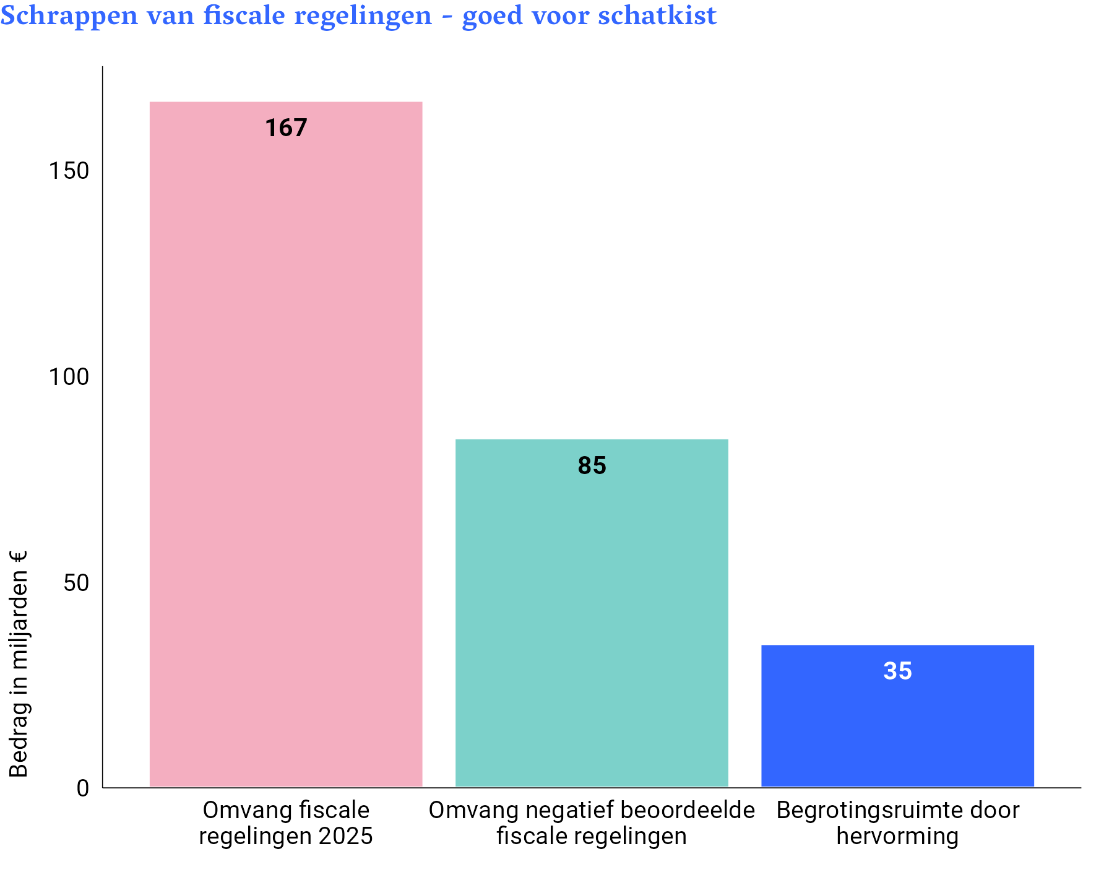 Schrappen van fiscale regelingen - goed voor schatkist
167
150
85
100
50
35
Bedrag in miljarden €
0
Omvang fiscale
regelingen 2025
Omvang negatief beoordeelde
fiscale regelingen
Begrotingsruimte door
hervorming